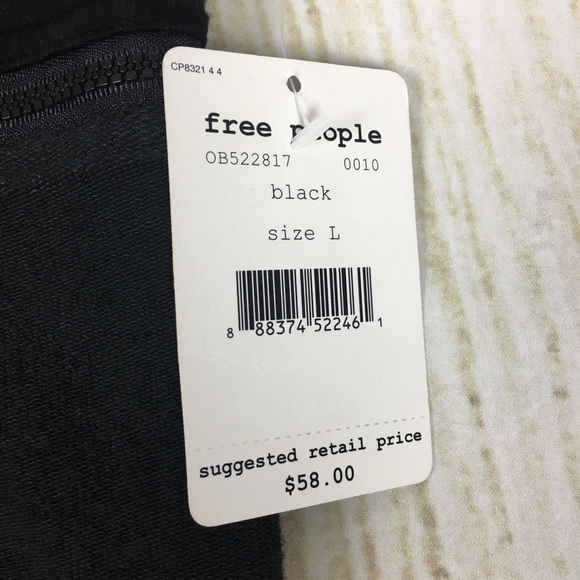 CP8321 4 4
free people
OB522817 0010
black
size L
8 88374 52246 1
suggested retail price
$58.00